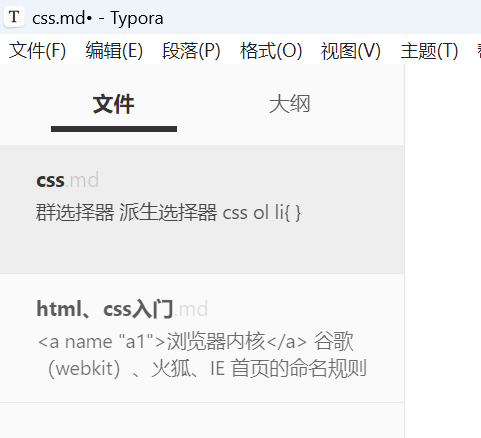 T css.md• - Typora
文件(F) 编辑(E) 段落(P) 格式(O) 视图(V) 主题(T)
文件 大纲
css.md
群选择器 派生选择器 css ol li{ }
html、css入门.md
<a name "a1">浏览器内核</a> 谷歌
（webkit）、火狐、IE 首页的命名规则